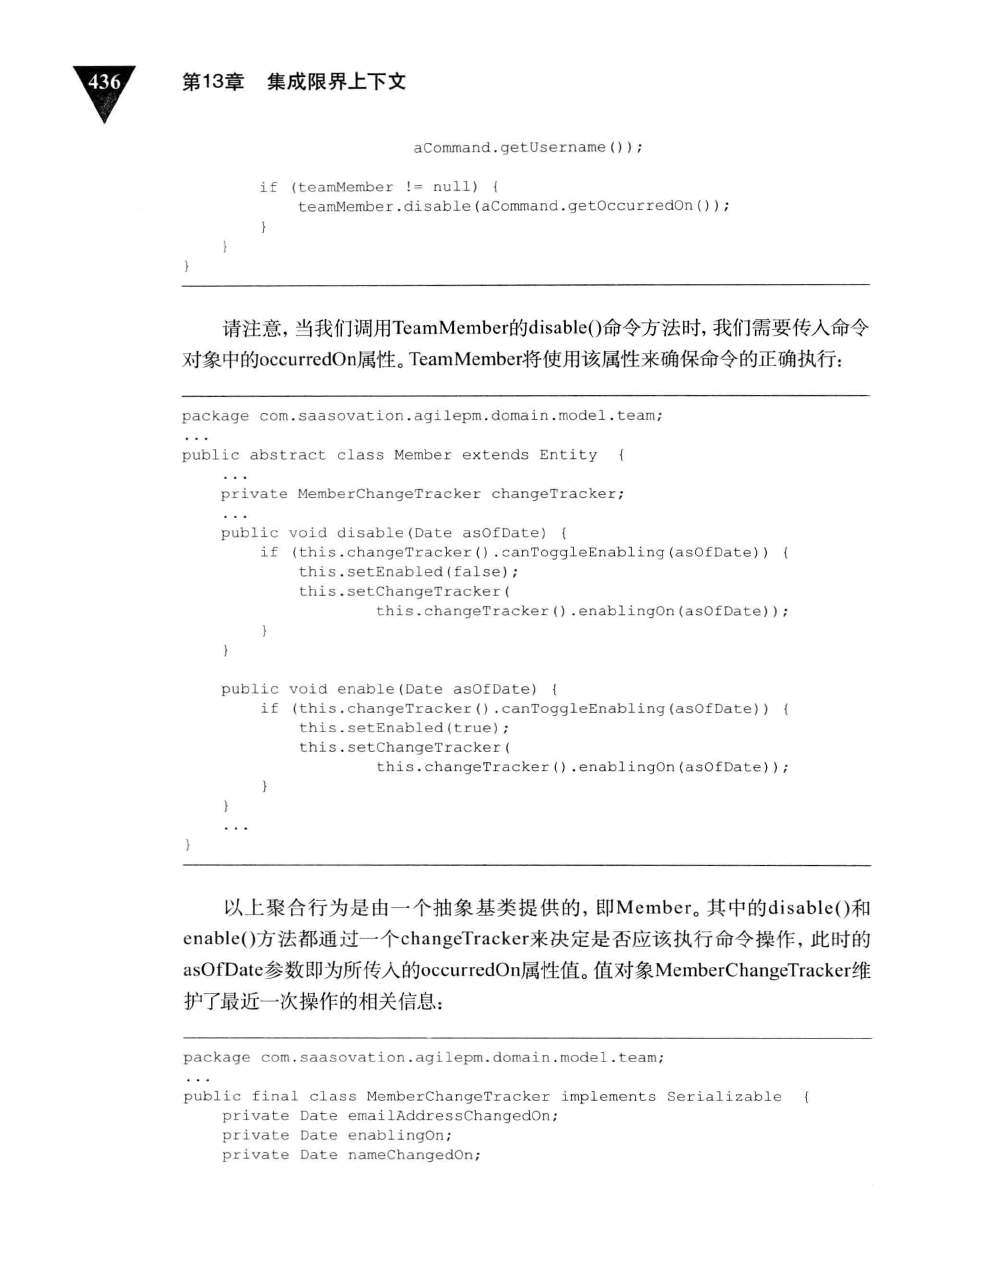 436
第13章 集成限界上下文
aCommand.getUsername());
if (teamMember != null) {
teamMember.disable(aCommand.getOccurredOn());
}
}
}
请注意，当我们调用TeamMember的disable()命令方法时，我们需要传入命令
对象中的occurredOn属性。TeamMember将使用该属性来确保命令的正确执行：
package com.saasovation.agilepm.domain.model.team;
...
public abstract class Member extends Entity {
...
private MemberChangeTracker changeTracker;
...
public void disable(Date asOfDate) {
if (this.changeTracker().canToggleEnabling(asOfDate)) {
this.setEnabled(false);
this.setChangeTracker(
this.changeTracker().enablingOn(asOfDate));
}
}
public void enable(Date asOfDate) {
if (this.changeTracker().canToggleEnabling(asOfDate)) {
this.setEnabled(true);
this.setChangeTracker(
this.changeTracker().enablingOn(asOfDate));
}
}
...
}
以上聚合行为是由一个抽象基类提供的，即Member。其中的disable()和
enable()方法都通过一个changeTracker来决定是否应该执行命令操作，此时的
asOfDate参数即为所传入的occurredOn属性值。值对象MemberChangeTracker维
护了最近一次操作的相关信息：
package com.saasovation.agilepm.domain.model.team;
...
public final class MemberChangeTracker implements Serializable {
private Date emailAddressChangedOn;
private Date enablingOn;
private Date nameChangedOn;